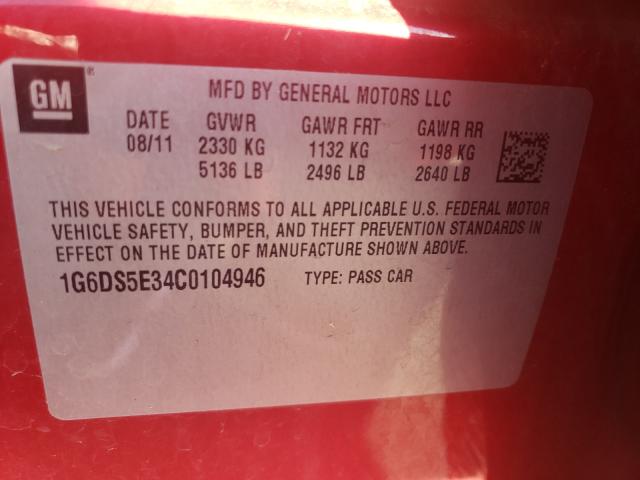 GM®
MFD BY GENERAL MOTORS LLC
DATE GVWR GAWR FRT GAWR RR
08/11 2330 KG 1132 KG 1198 KG
5136 LB 2496 LB 2640 LB
THIS VEHICLE CONFORMS TO ALL APPLICABLE U.S. FEDERAL MOTOR
VEHICLE SAFETY, BUMPER, AND THEFT PREVENTION STANDARDS IN
EFFECT ON THE DATE OF MANUFACTURE SHOWN ABOVE.
1G6DS5E34C0104946 TYPE: PASS CAR